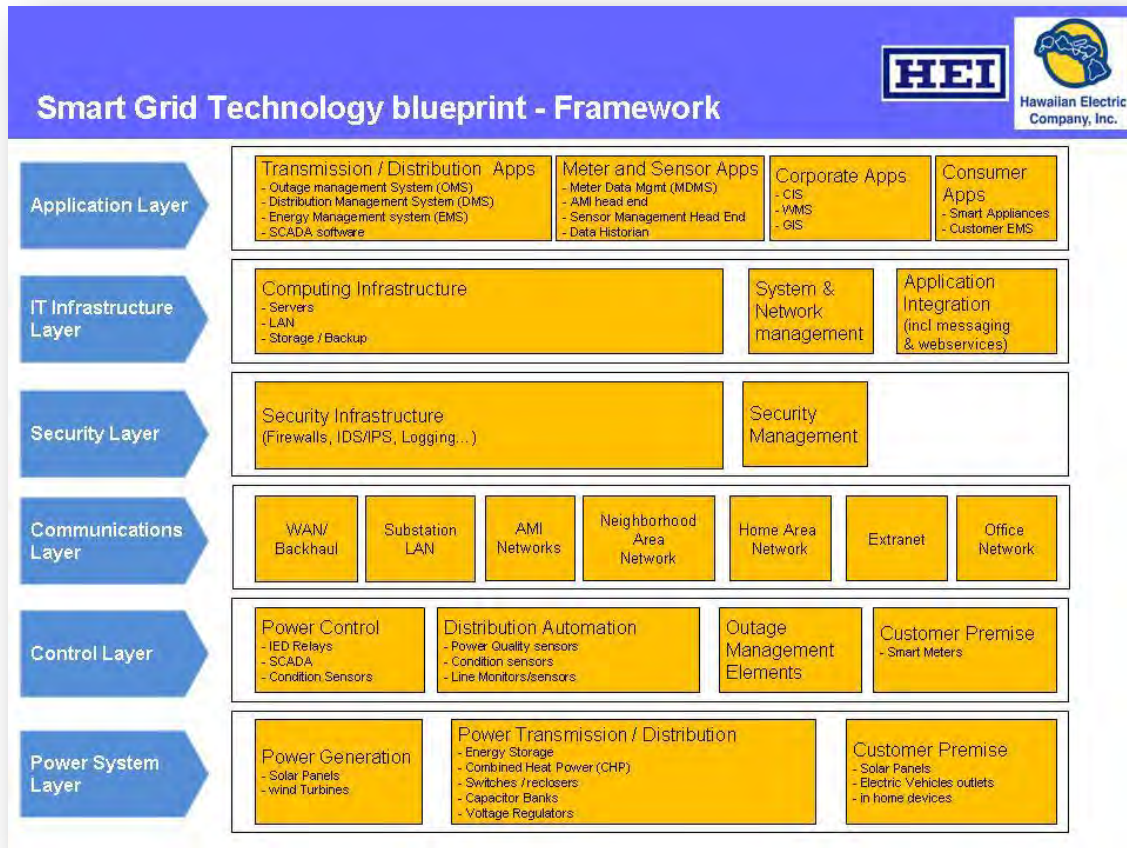 HEI
Hawaiian Electric
Company, Inc.
Smart Grid Technology blueprint - Framework
Application Layer
Transmission / Distribution Apps
- Outage management System (OMS)
- Distribution Management System (DMS)
- Energy Management system (EMS)
- SCADA software
Meter and Sensor Apps
- Meter Data Mgmt (MDMS)
- AMI head end
- Sensor Management Head End
- Data Historian
Corporate Apps
- CIS
- WMS
- GIS
Consumer
Apps
- Smart Appliances
- Customer EMS
IT Infrastructure
Layer
Computing Infrastructure
- Servers
- LAN
- Storage / Backup
System &
Network
management
Application
Integration
(incl messaging
& webservices)
Security Layer
Security Infrastructure
(Firewalls, IDS/IPS, Logging...)
Security
Management
Communications
Layer
WAN/
Backhaul
Substation
LAN
AMI
Networks
Neighborhood
Area
Network
Home Area
Network
Extranet
Office
Network
Control Layer
Power Control
- IED Relays
- SCADA
- Condition Sensors
Distribution Automation
- Power Quality sensors
- Condition sensors
- Line Monitors/sensors
Outage
Management
Elements
Customer Premise
- Smart Meters
Power System
Layer
Power Generation
- Solar Panels
- wind Turbines
Power Transmission / Distribution
- Energy Storage
- Combined Heat Power (CHP)
- Switches / reclosers
- Capacitor Banks
- Voltage Regulators
Customer Premise
- Solar Panels
- Electric Vehicles outlets
- in home devices